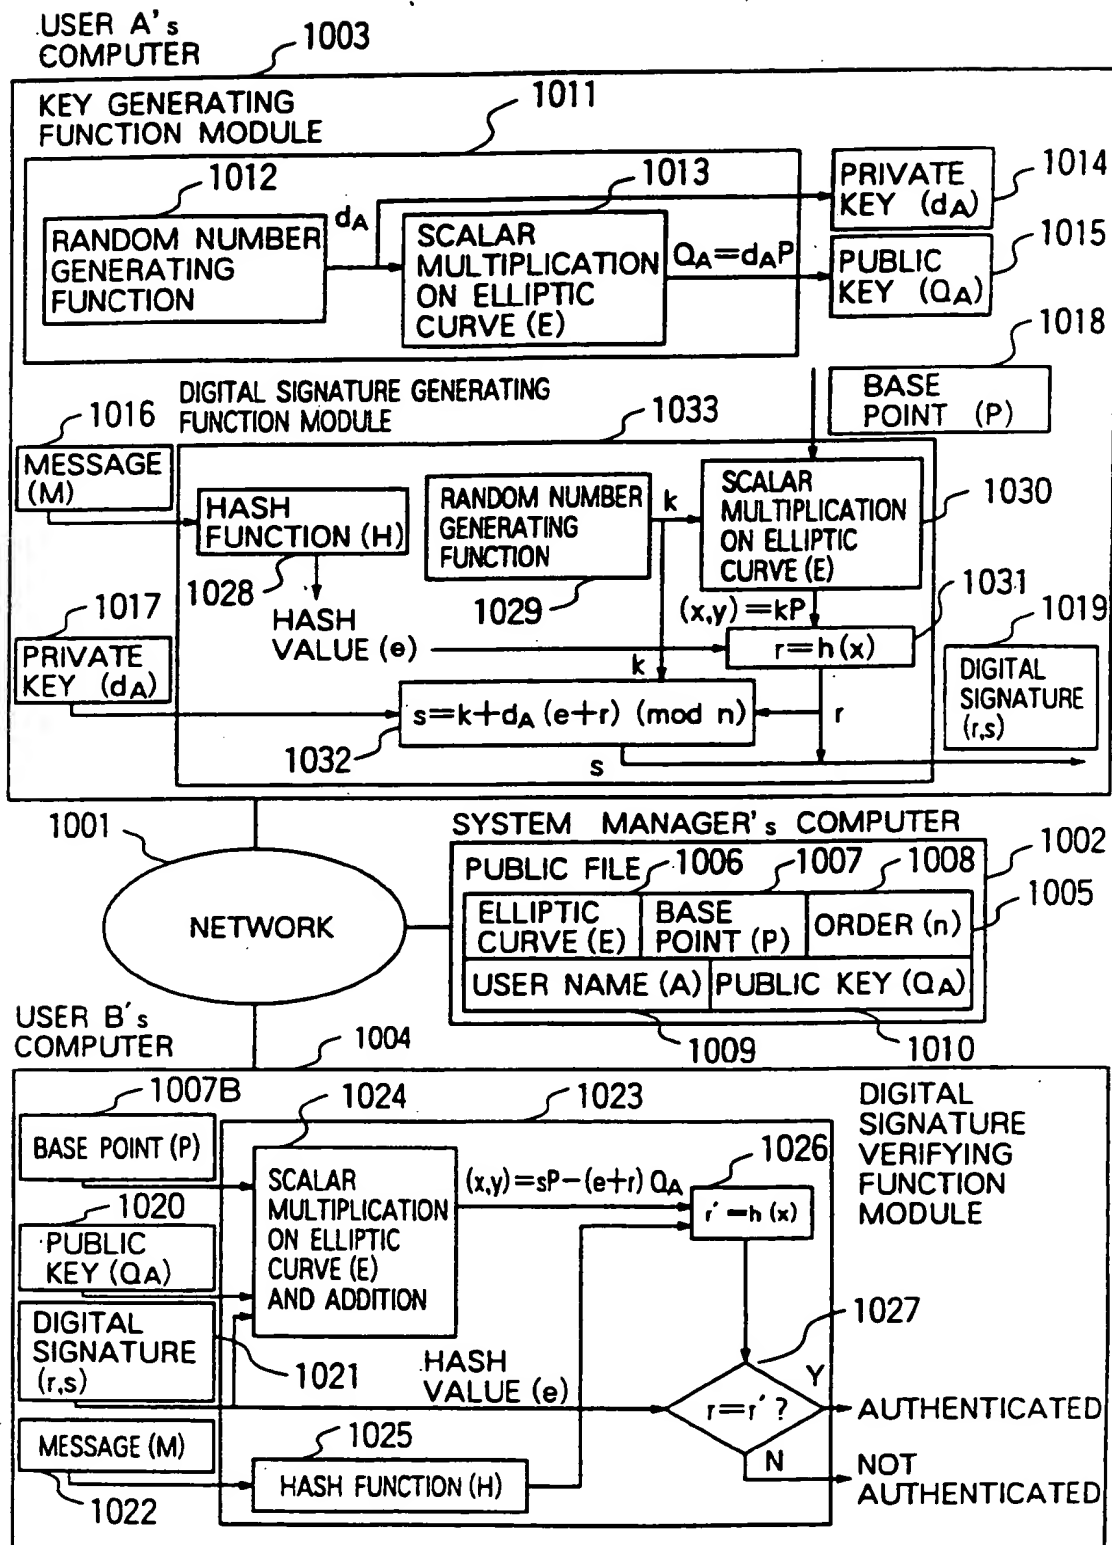 USER A's
COMPUTER
1003
KEY GENERATING
FUNCTION MODULE
1011
1012
RANDOM NUMBER
GENERATING
FUNCTION
dA
1013
SCALAR
MULTIPLICATION
ON ELLIPTIC
CURVE (E)
QA=dAP
PRIVATE
KEY (dA)
1014
PUBLIC
KEY (QA)
1015
1018
BASE
POINT (P)
DIGITAL SIGNATURE GENERATING
FUNCTION MODULE
1033
1016
MESSAGE
(M)
HASH
FUNCTION (H)
1028
HASH
VALUE (e)
RANDOM NUMBER
GENERATING
FUNCTION
1029
k
SCALAR
MULTIPLICATION
ON ELLIPTIC
CURVE (E)
1030
(x,y)=kP
1031
r=h(x)
k
1017
PRIVATE
KEY (dA)
s=k+dA (e+r) (mod n)
1032
r
s
1019
DIGITAL
SIGNATURE
(r,s)
1001
NETWORK
SYSTEM MANAGER's COMPUTER
1002
PUBLIC FILE
1006
1007
1008
1005
ELLIPTIC
CURVE (E)
BASE
POINT (P)
ORDER (n)
USER NAME (A)
PUBLIC KEY (QA)
1009
1010
USER B's
COMPUTER
1004
1007B
BASE POINT (P)
1020
PUBLIC
KEY (QA)
DIGITAL
SIGNATURE
(r,s)
1021
MESSAGE (M)
1022
1024
SCALAR
MULTIPLICATION
ON ELLIPTIC
CURVE (E)
AND ADDITION
1023
(x,y)=sP-(e+r) QA
1026
r'=h(x)
DIGITAL
SIGNATURE
VERIFYING
FUNCTION
MODULE
HASH
VALUE (e)
1025
HASH FUNCTION (H)
1027
r=r' ?
Y
AUTHENTICATED
N
NOT
AUTHENTICATED